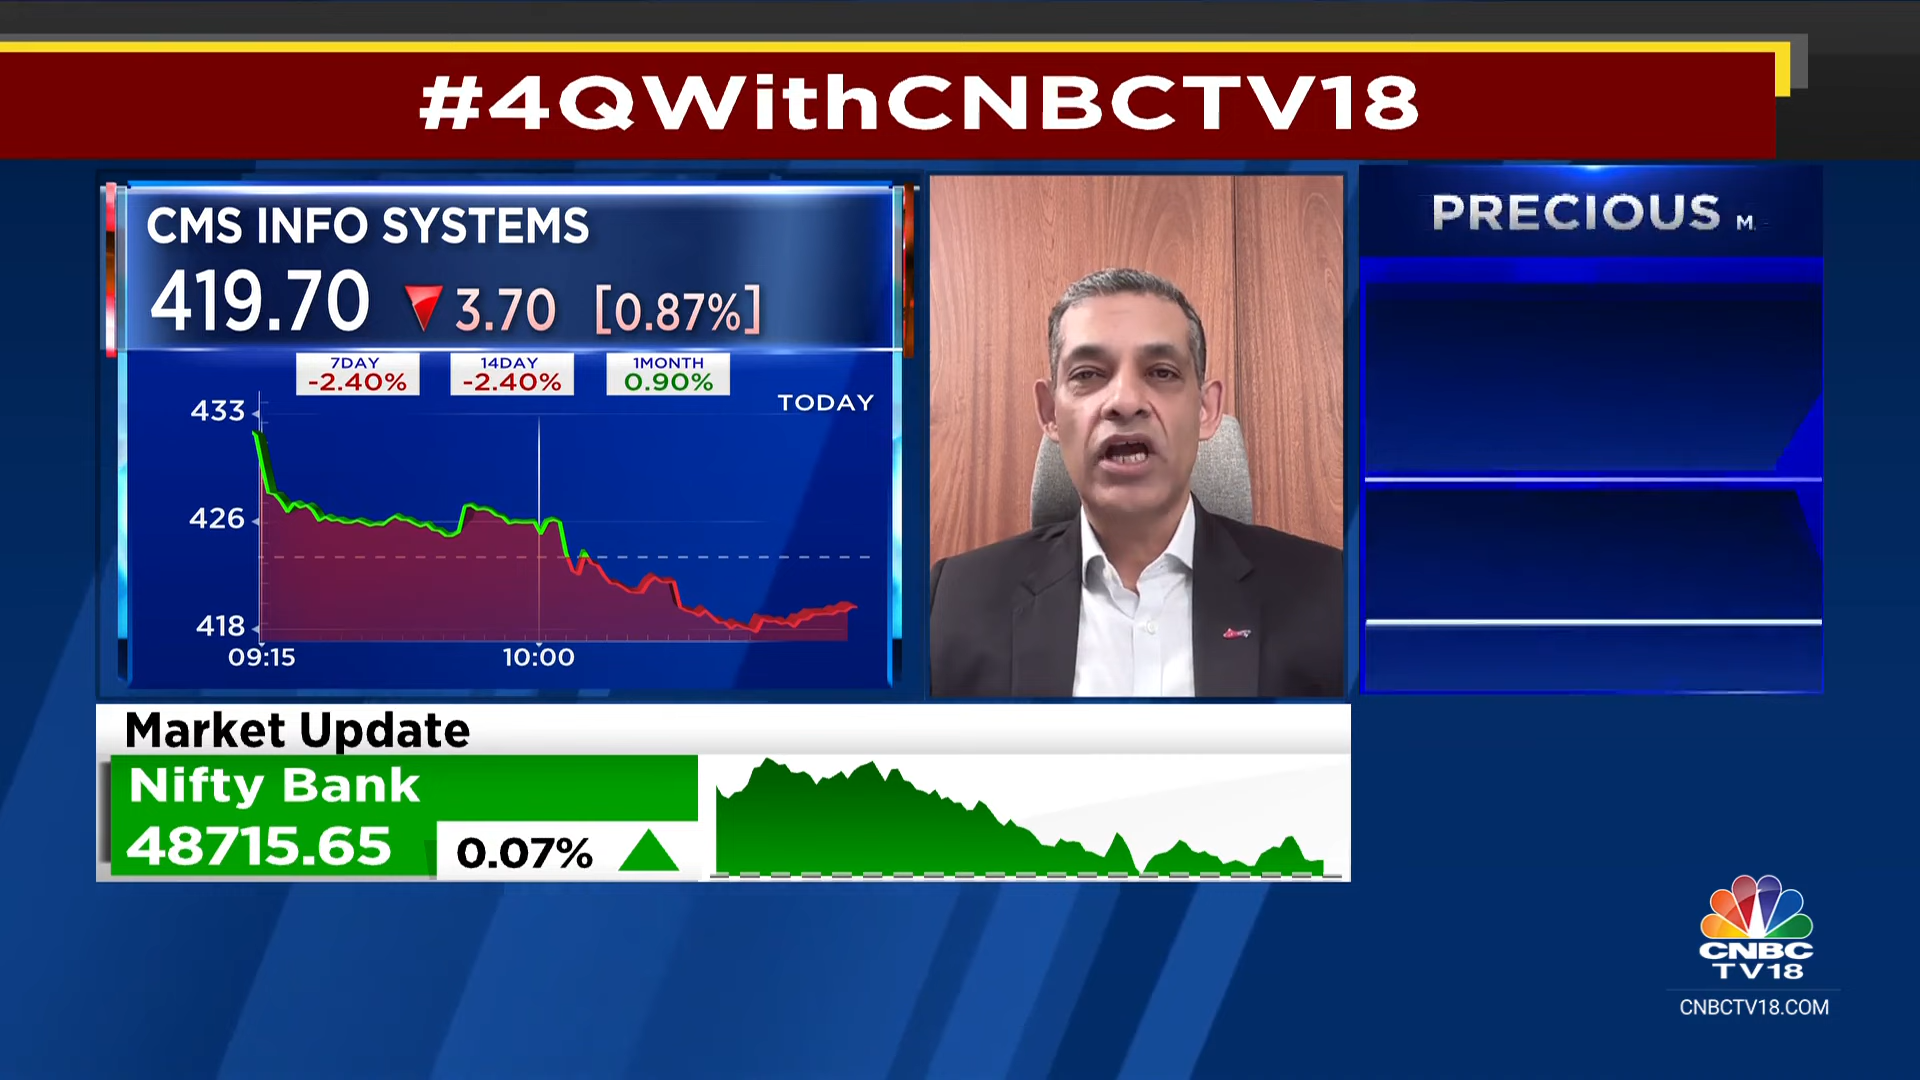 #4QWithCNBCTV18
CMS INFO SYSTEMS
419.70 ▼ 3.70 [0.87%]
7DAY
-2.40%
14DAY
-2.40%
1MONTH
0.90%
TODAY
433
426
418
09:15
10:00
PRECIOUS M
Market Update
Nifty Bank
48715.65
0.07%
CNBC
TV18
CNBCTV18.COM